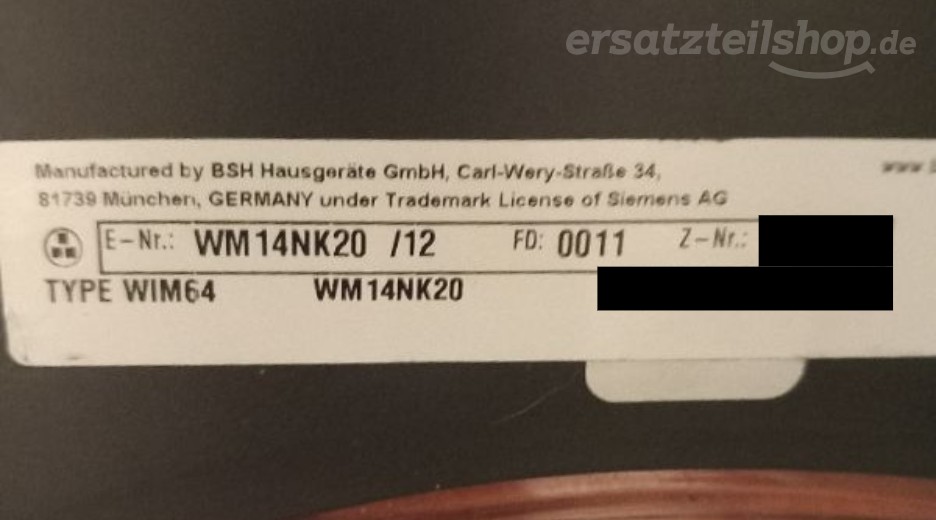 ersatzteilshop.de
Manufactured by BSH Hausgeräte GmbH, Carl-Wery-Straße 34,
81739 München, GERMANY under Trademark License of Siemens AG
E-Nr.: WM14NK20 /12 FD: 0011 Z-Nr.:
TYPE WIM64 WM14NK20